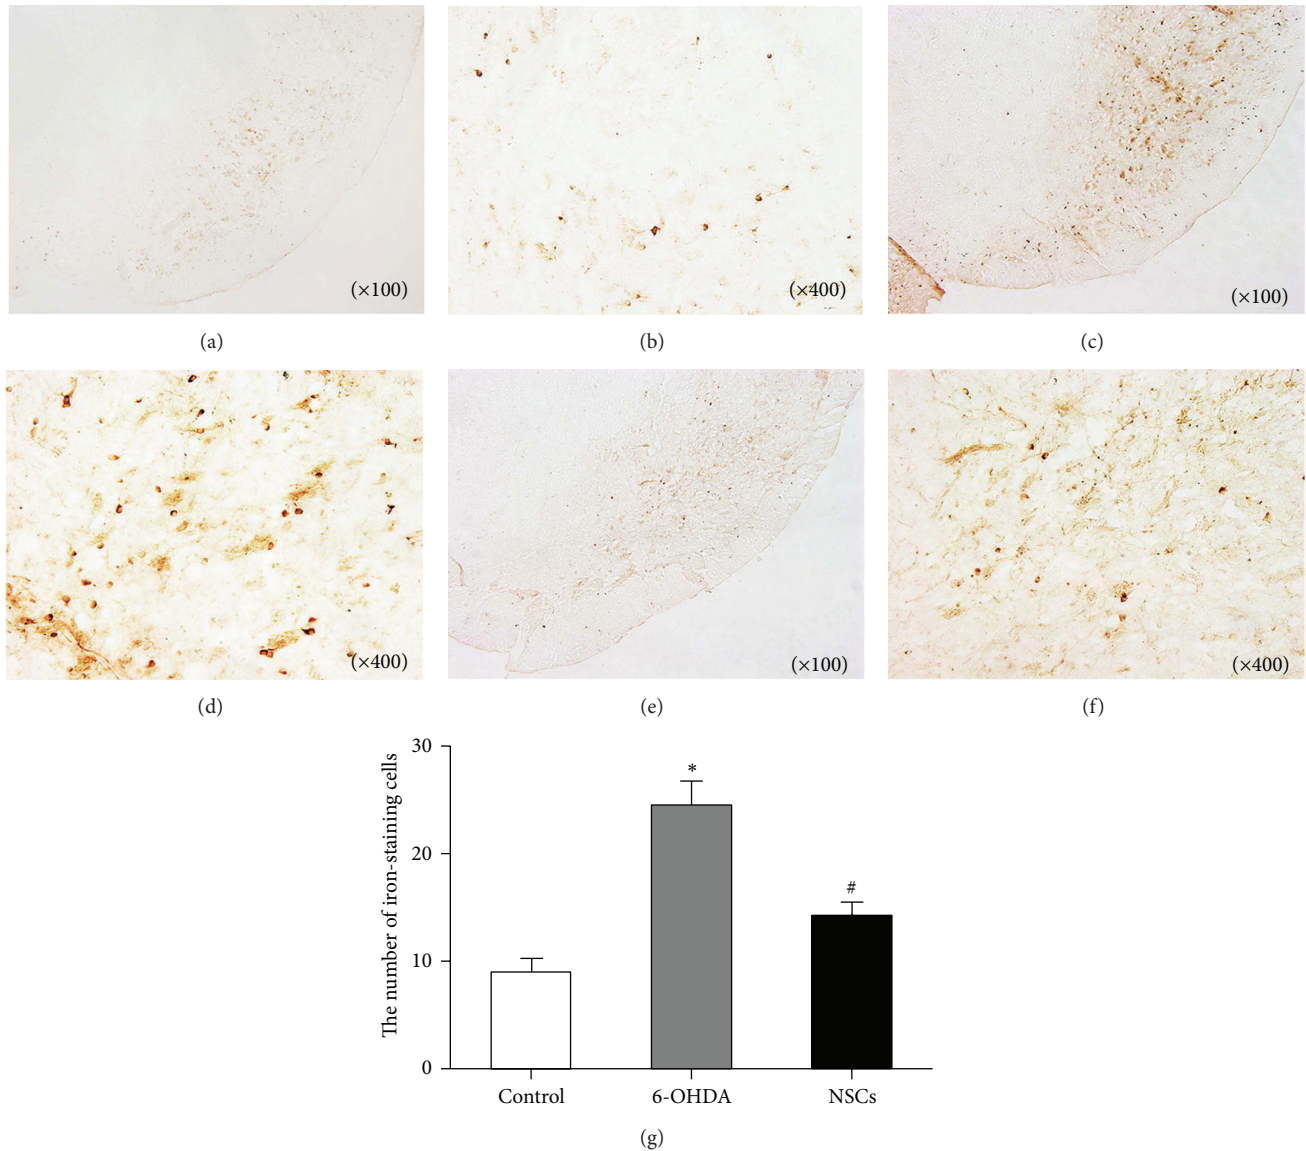 (×100)
(×400)
(×100)
(a)
(b)
(c)
(×400)
(×100)
(×400)
(d)
(e)
(f)
The number of iron-staining cells
30
20
10
0
*
#
Control
6-OHDA
NSCs
(g)